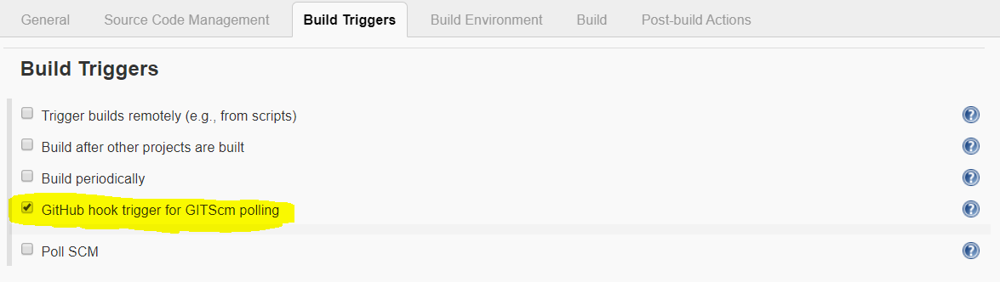 General Source Code Management Build Triggers Build Environment Build Post-build Actions
Build Triggers
Trigger builds remotely (e.g., from scripts) ?
Build after other projects are built ?
Build periodically ?
GitHub hook trigger for GITScm polling ?
Poll SCM ?